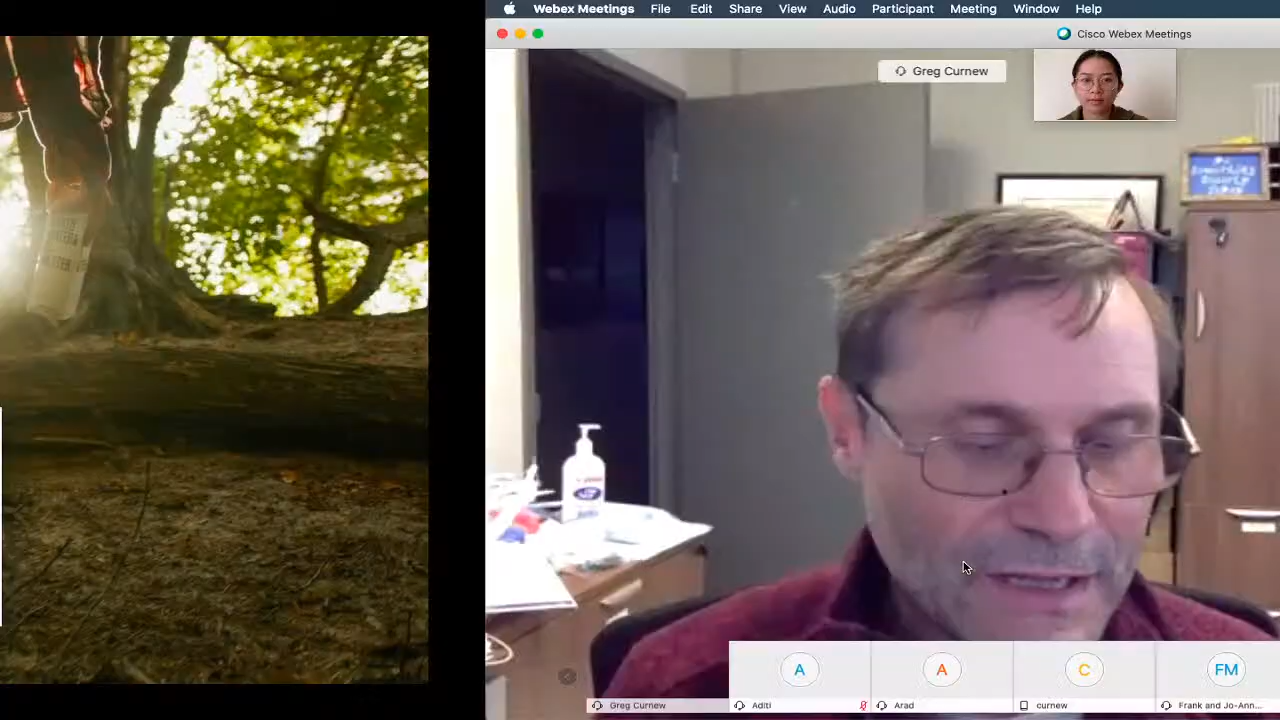 Webex Meetings File Edit Share View Audio Participant Meeting Window Help
Cisco Webex Meetings
Greg Curnew
A A C FM
Greg Curnew Aditi Arad curnew Frank and Jo-Ann...